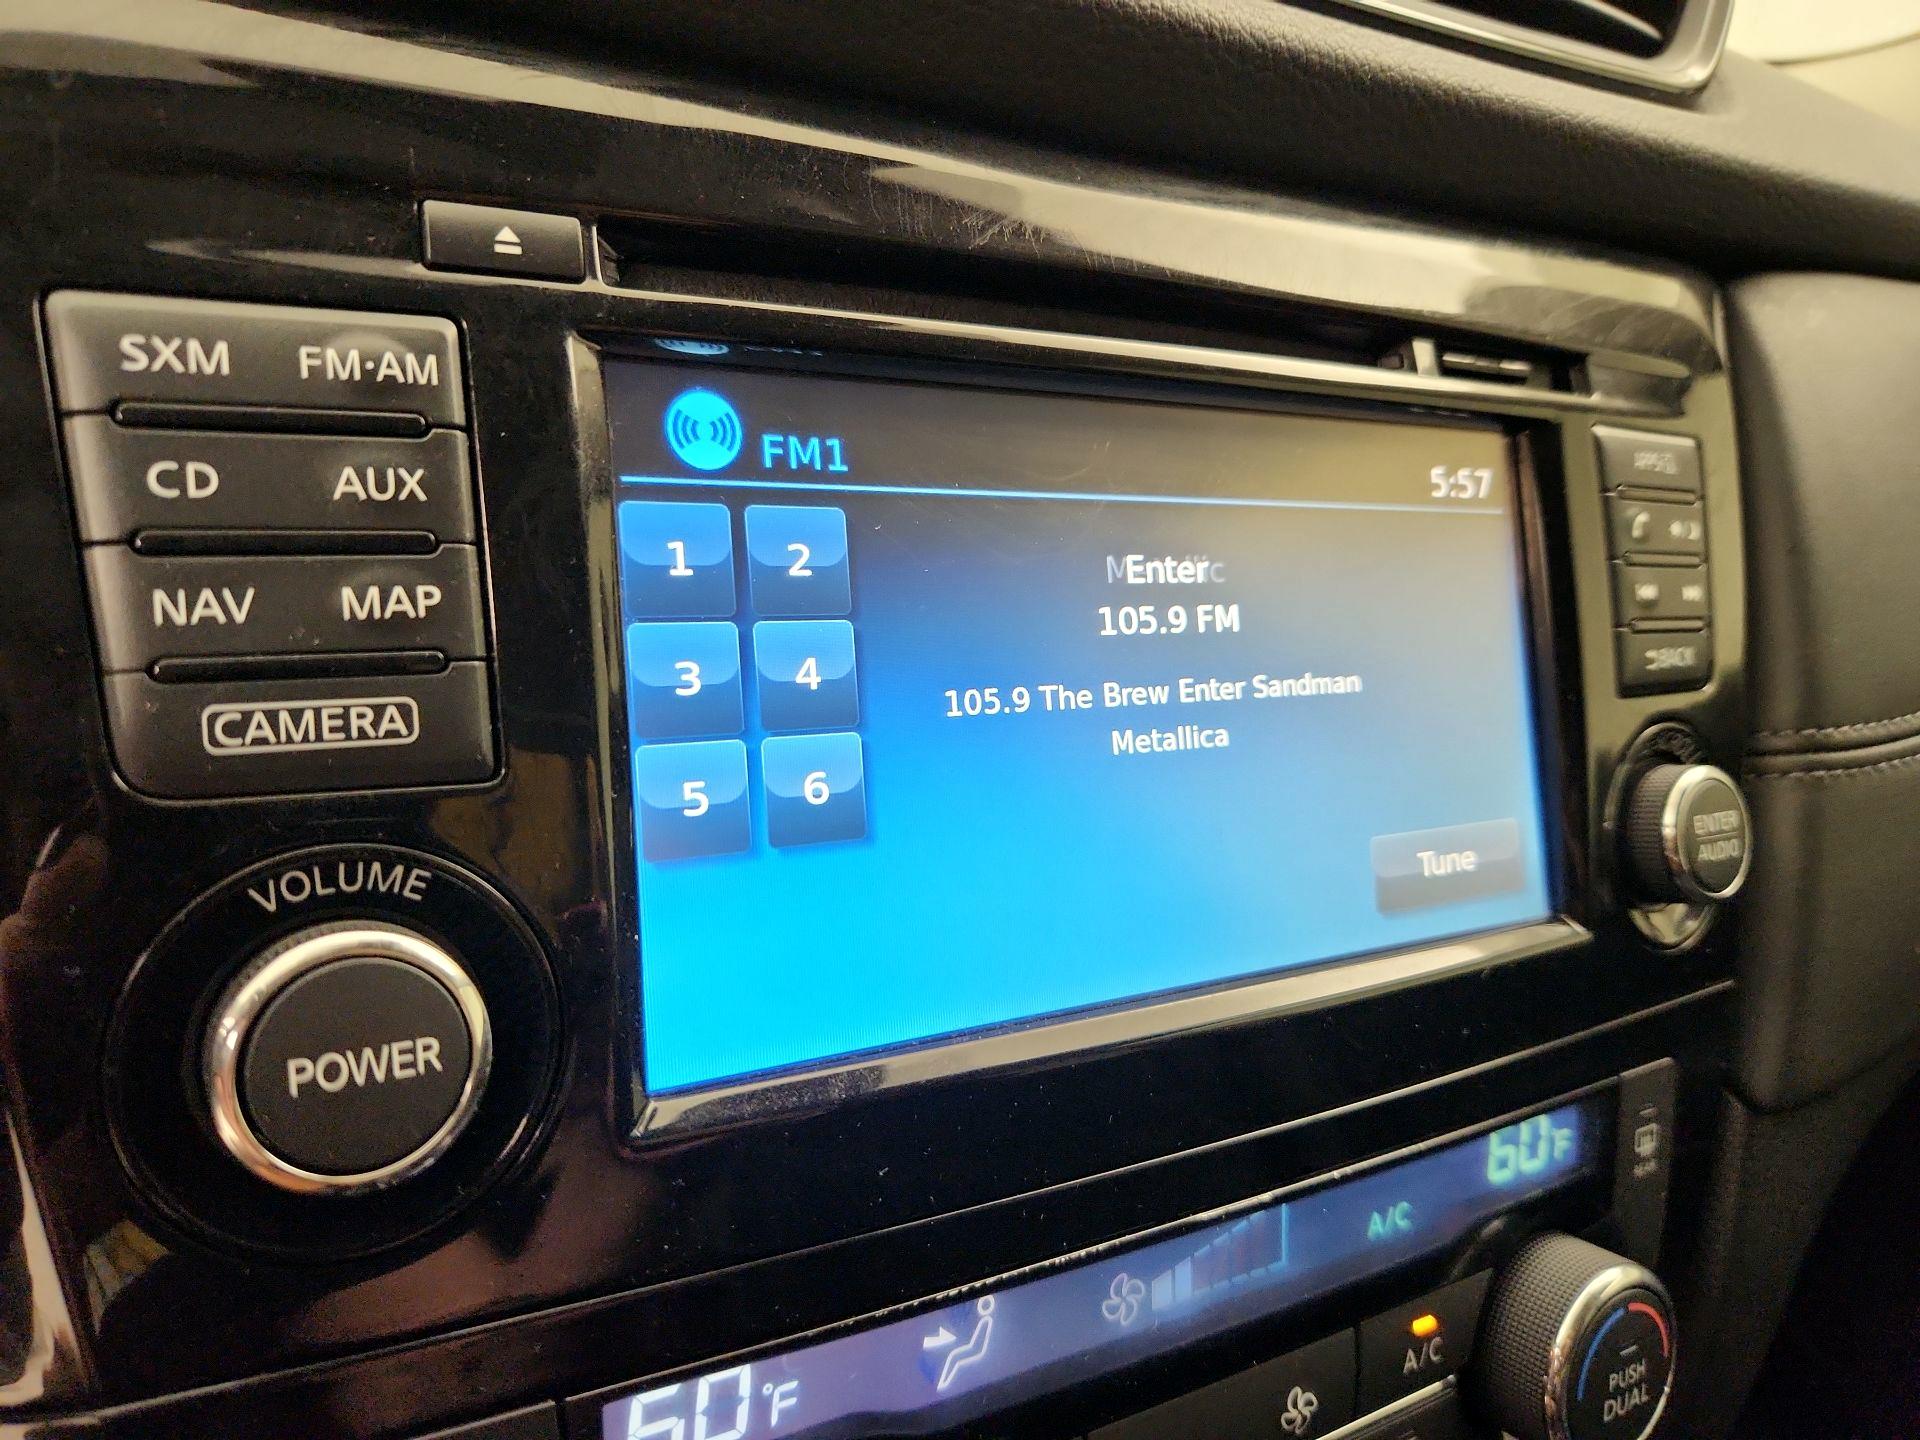 SXM FM·AM
CD AUX
NAV MAP
CAMERA
VOLUME
POWER
FM1
5:57
1 2
3 4
5 6
Enter
105.9 FM
105.9 The Brew Enter Sandman
Metallica
Tune
BACK
ENTER
AUDIO
60°F
A/C
60°F
A/C
PUSH
DUAL